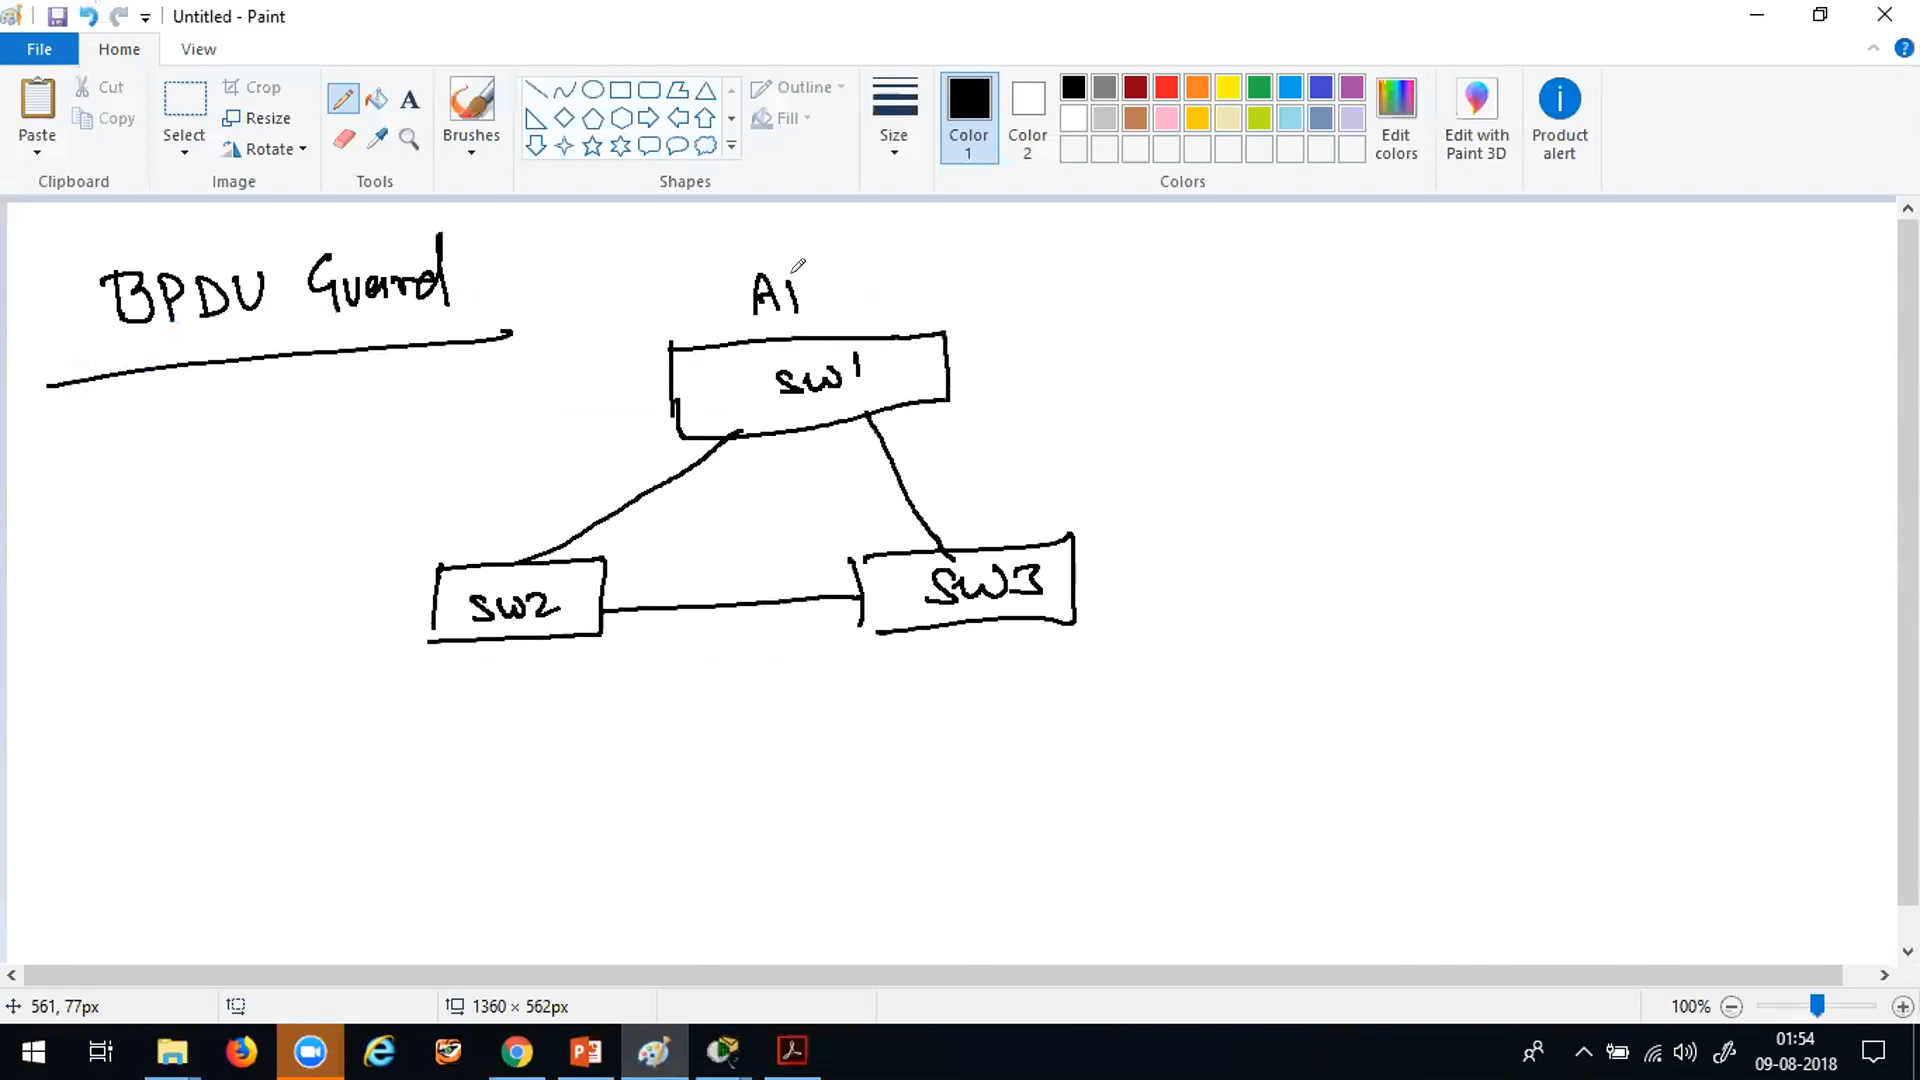 Untitled - Paint
File Home View
Paste
Cut
Copy
Clipboard
Select
Crop
Resize
Rotate
Image
A
Tools
Brushes
Shapes
Outline
Fill
Size
Color 1
Color 2
Edit colors
Colors
Edit with Paint 3D
Product alert
BPDU Guard
A1
SW1
SW2
SW3
561, 77px
1360 × 562px
100%
01:54
09-08-2018